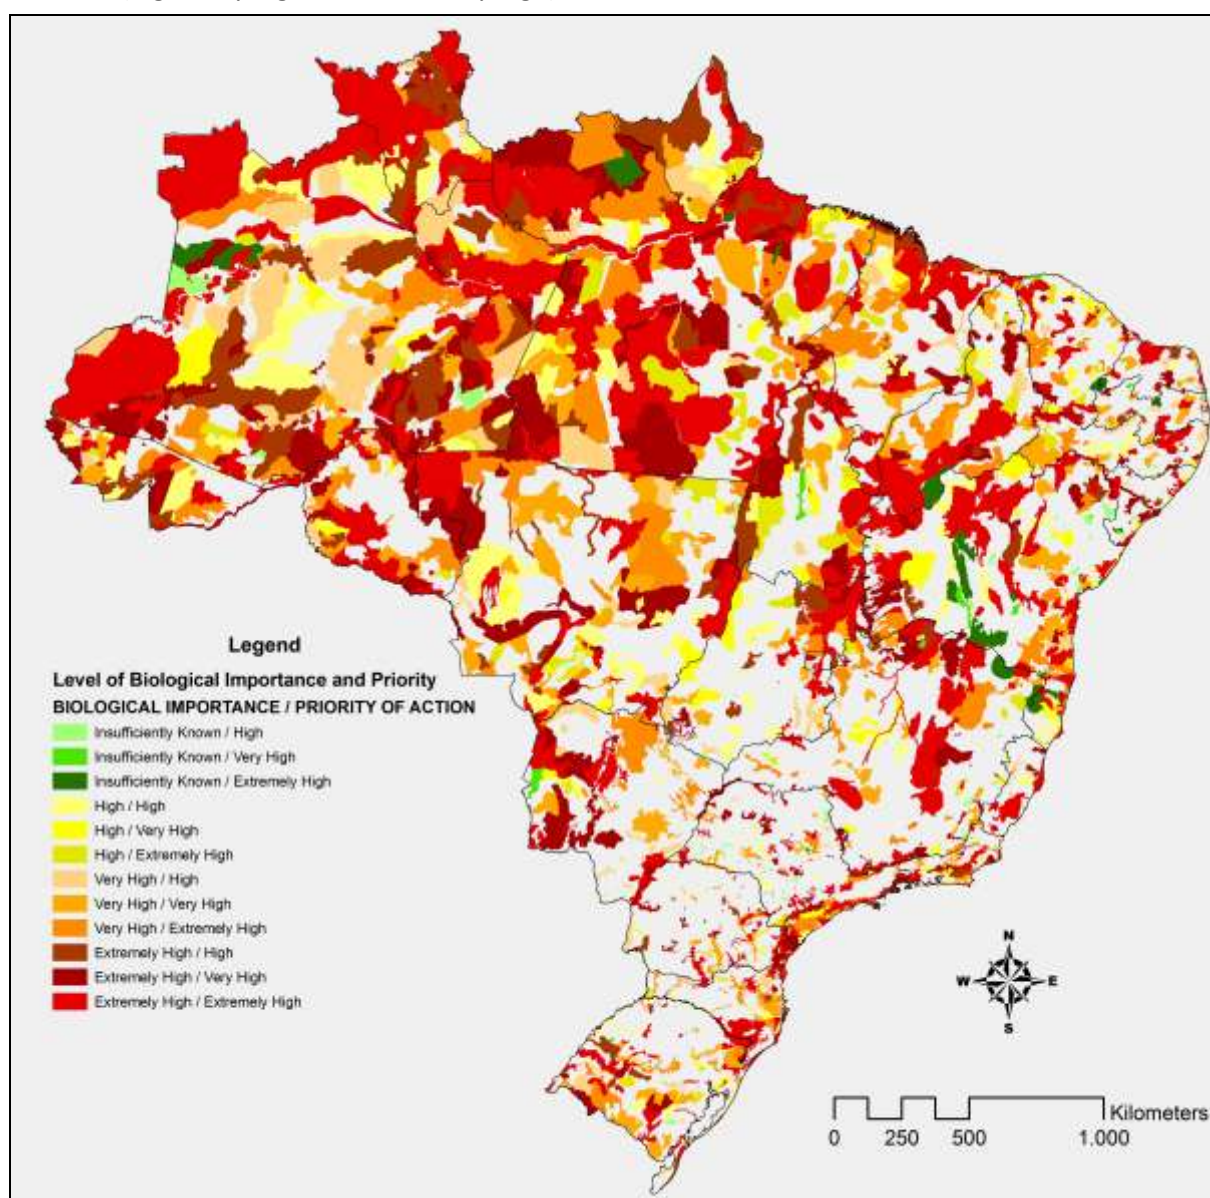 Legend
Level of Biological Importance and Priority
BIOLOGICAL IMPORTANCE / PRIORITY OF ACTION
Insufficiently Known / High
Insufficiently Known / Very High
Insufficiently Known / Extremely High
High / High
High / Very High
High / Extremely High
Very High / High
Very High / Very High
Very High / Extremely High
Extremely High / High
Extremely High / Very High
Extremely High / Extremely High
N
W E
S
Kilometers
0 250 500 1.000